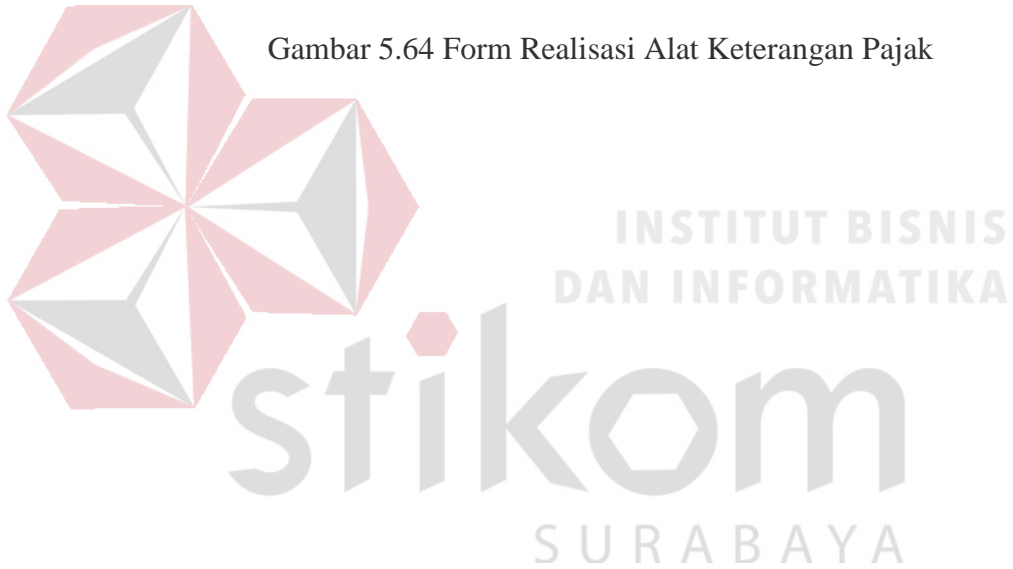 Gambar 5.64 Form Realisasi Alat Keterangan Pajak
INSTITUT BISNIS
DAN INFORMATIKA
stikom
SURABAYA